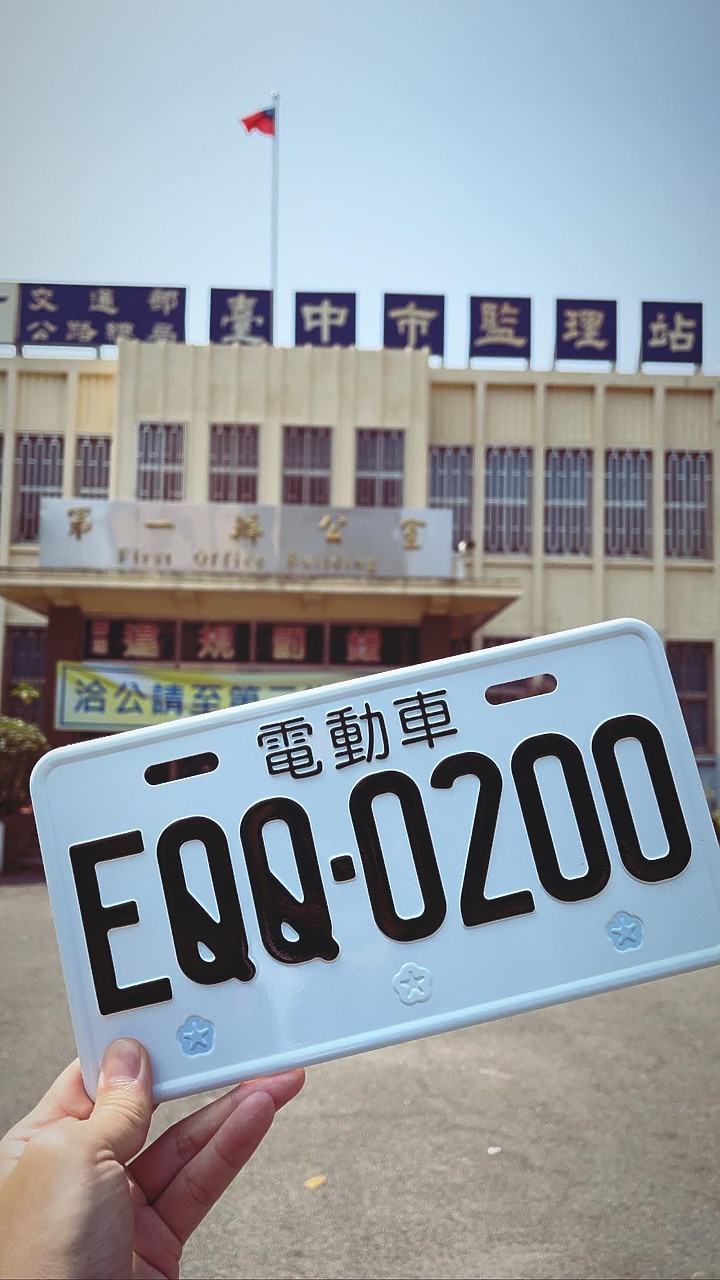 交通部
公路總局
臺中市監理站
第一辦公室
First Office Building
違規罰鍰
洽公請至第二
電動車
EQQ·0200